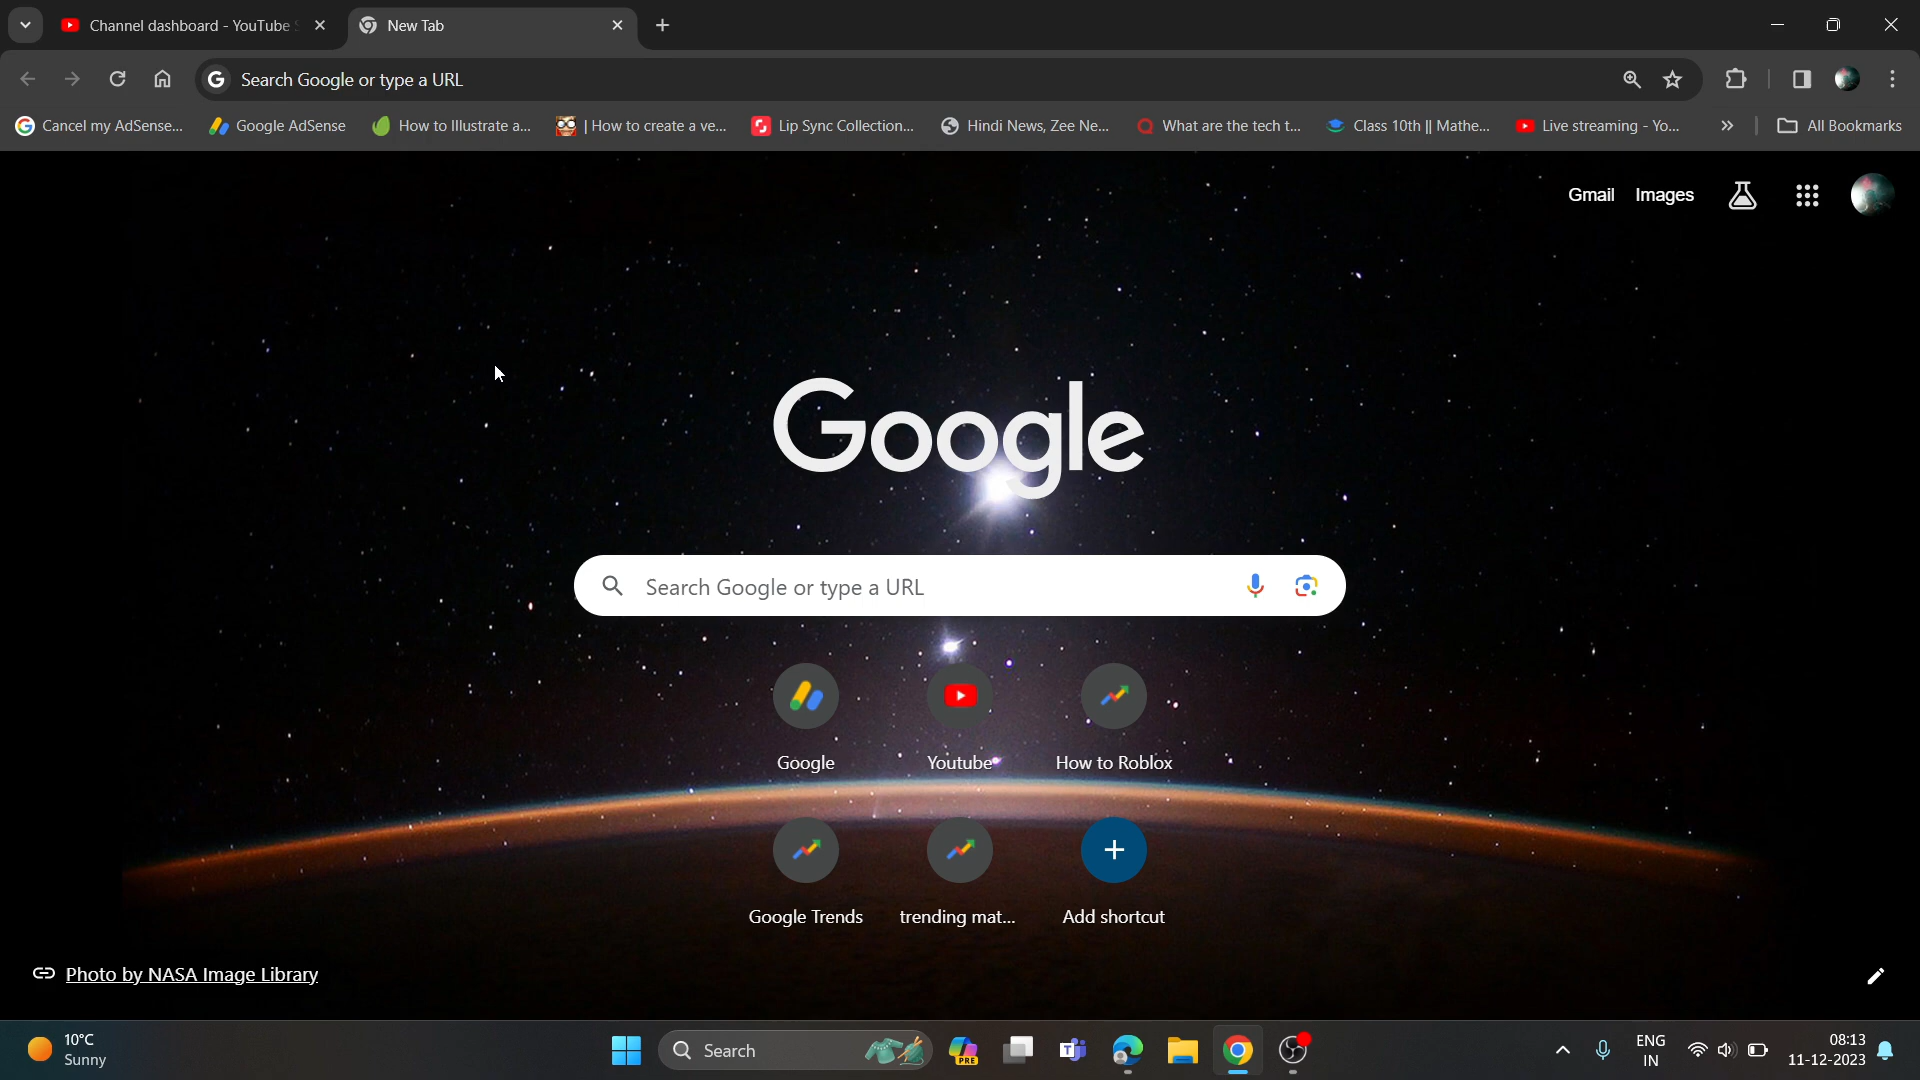 Channel dashboard - YouTube
New Tab
Search Google or type a URL
Cancel my AdSense...
Google AdSense
How to Illustrate a...
| How to create a ve...
Lip Sync Collection...
Hindi News, Zee Ne...
What are the tech t...
Class 10th || Mathe...
Live streaming - Yo...
All Bookmarks
Gmail
Images
Google
Search Google or type a URL
Google
Youtube
How to Roblox
Google Trends
trending mat...
Add shortcut
Photo by NASA Image Library
10°C
Sunny
Search
PRE
ENG
IN
08:13
11-12-2023